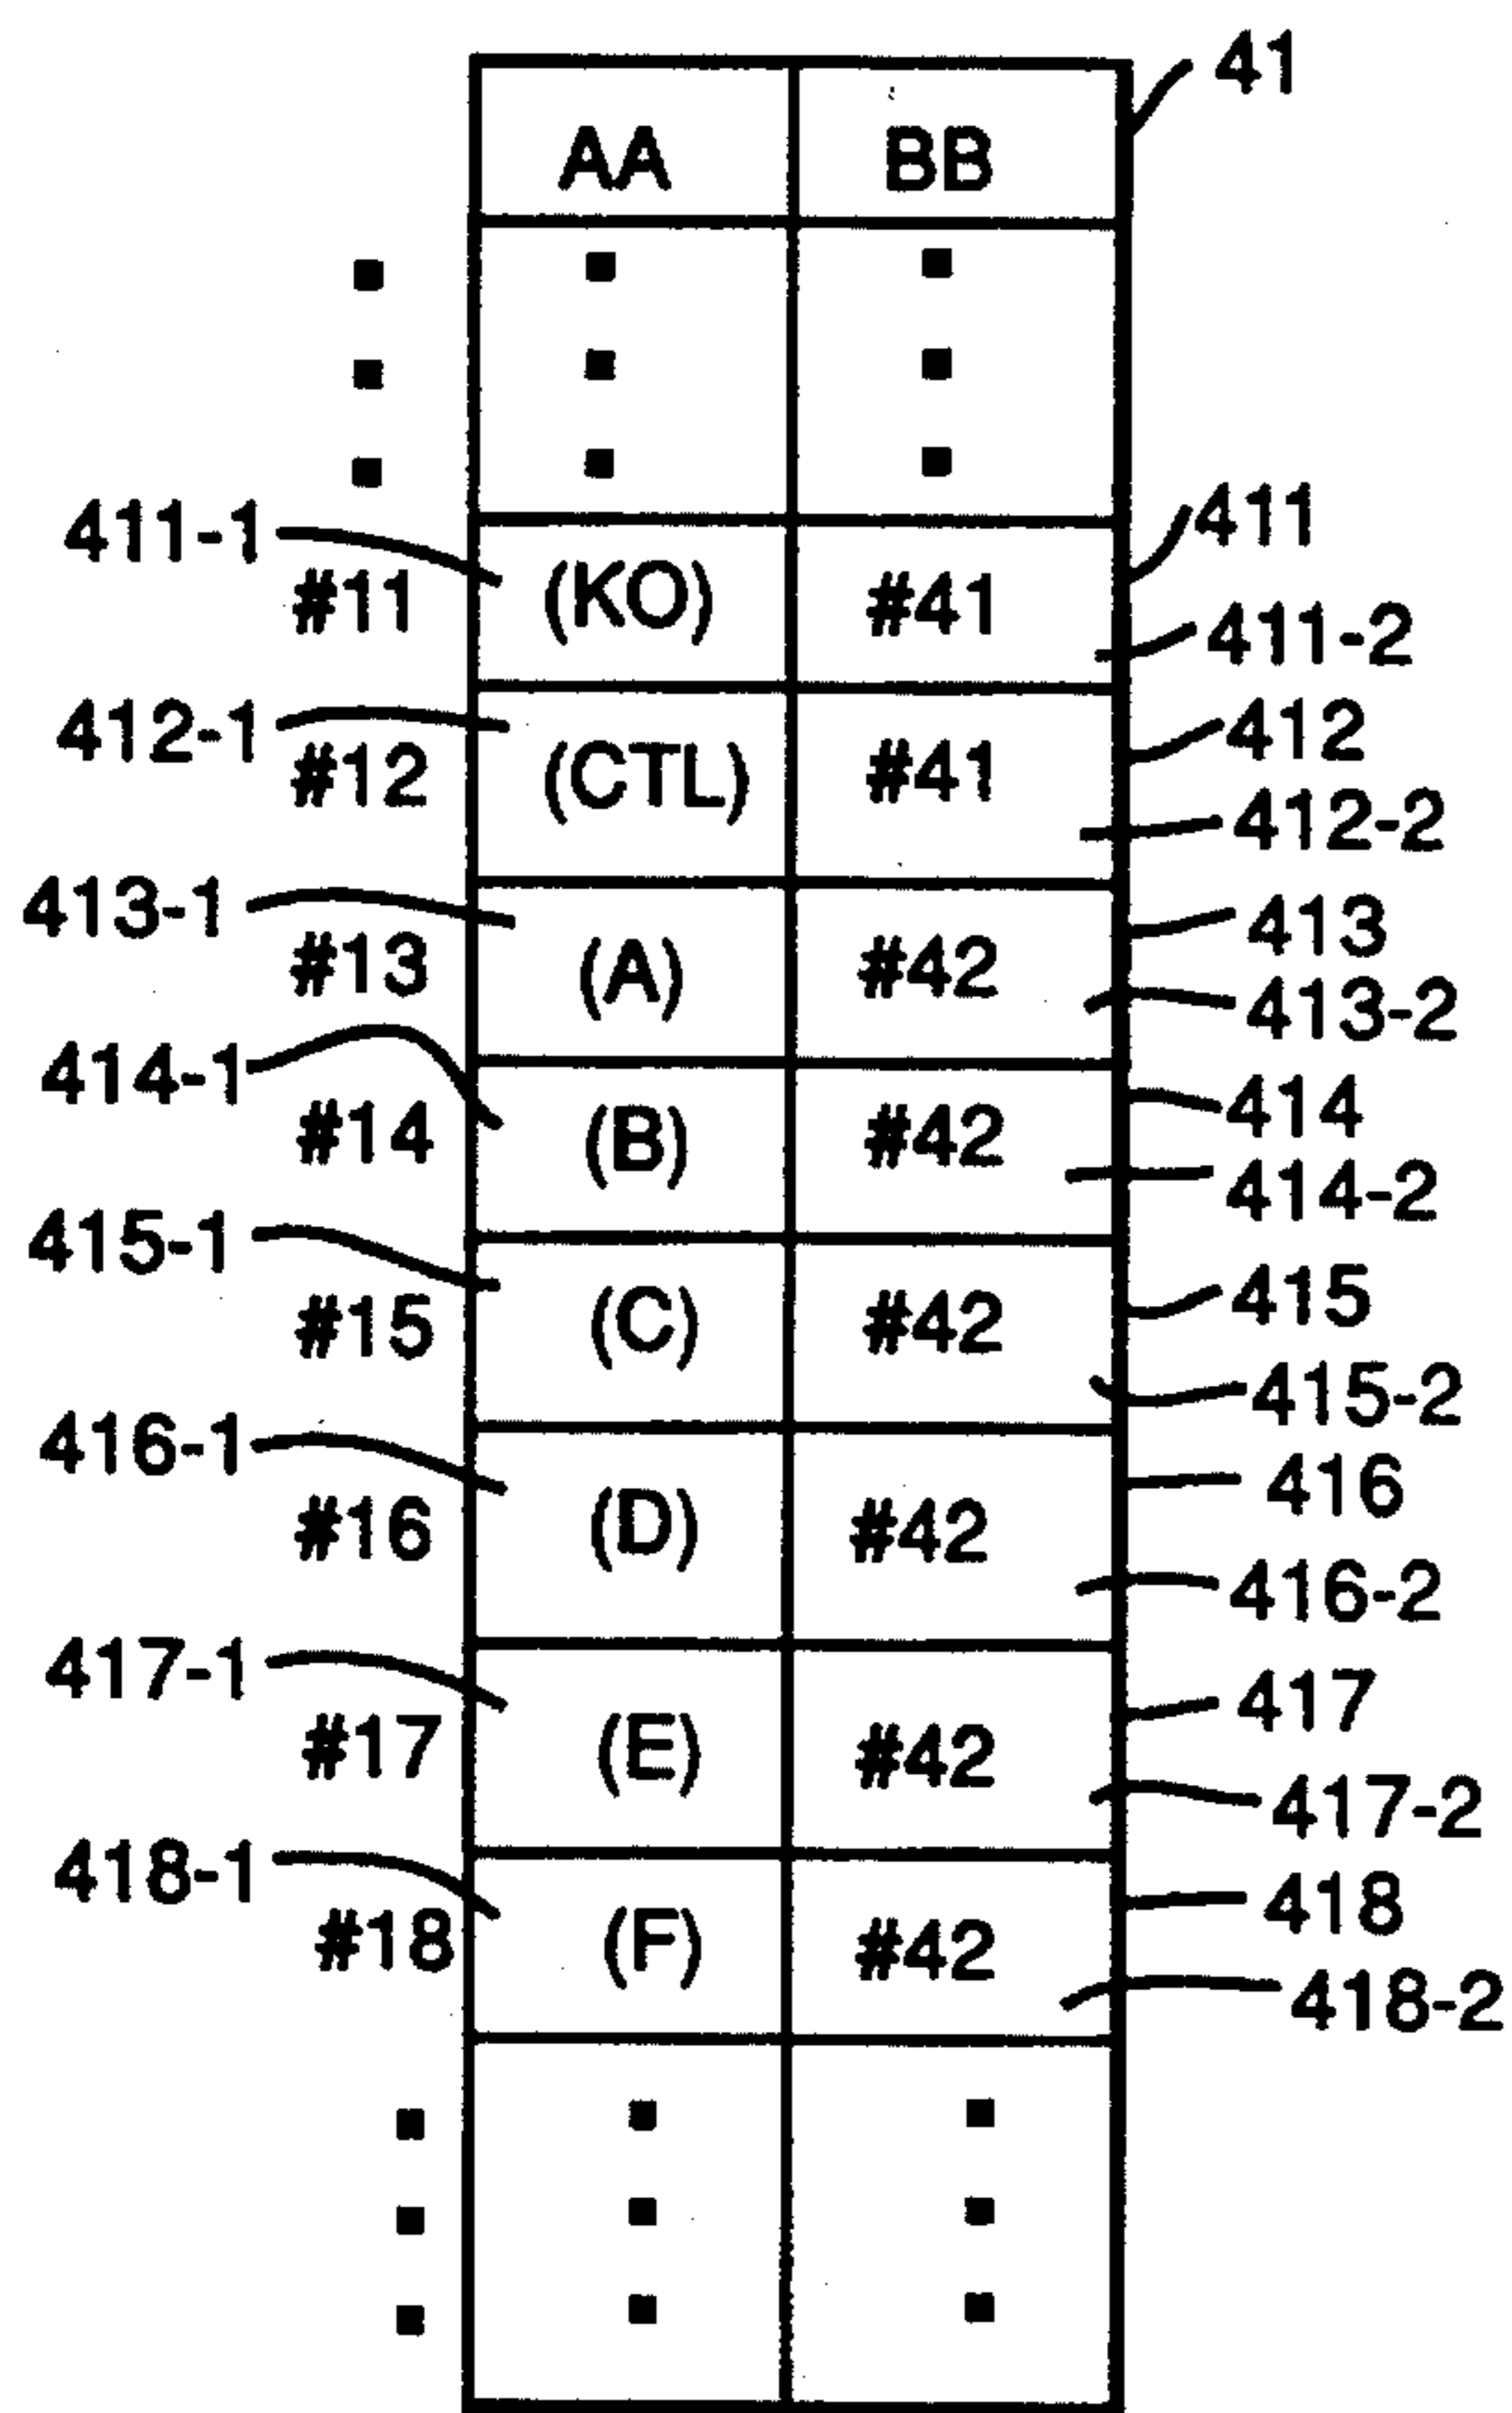 41
AA BB
411-1 411
#11 (KO) #41
411-2
412-1 412
#12 (CTL) #41
412-2
413-1 413
#13 (A) #42
413-2
414-1 414
#14 (B) #42
414-2
415-1 415
#15 (C) #42
415-2
416-1 416
#16 (D) #42
416-2
417-1 417
#17 (E) #42
417-2
418-1 418
#18 (F) #42
418-2